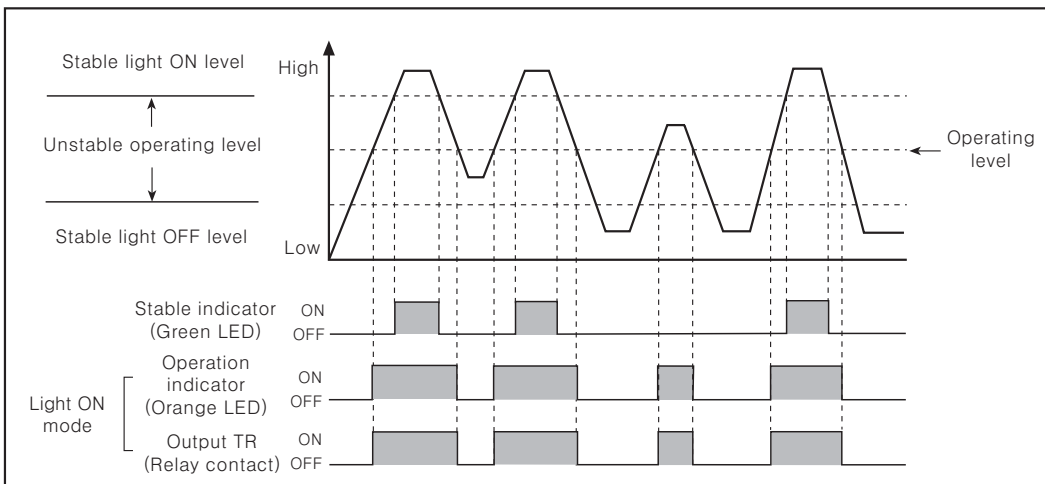 Stable light ON level
Unstable operating level
Stable light OFF level
High
Low
Operating
level
Stable indicator
(Green LED)
ON
OFF
Light ON
mode
Operation
indicator
(Orange LED)
ON
OFF
Output TR
(Relay contact)
ON
OFF